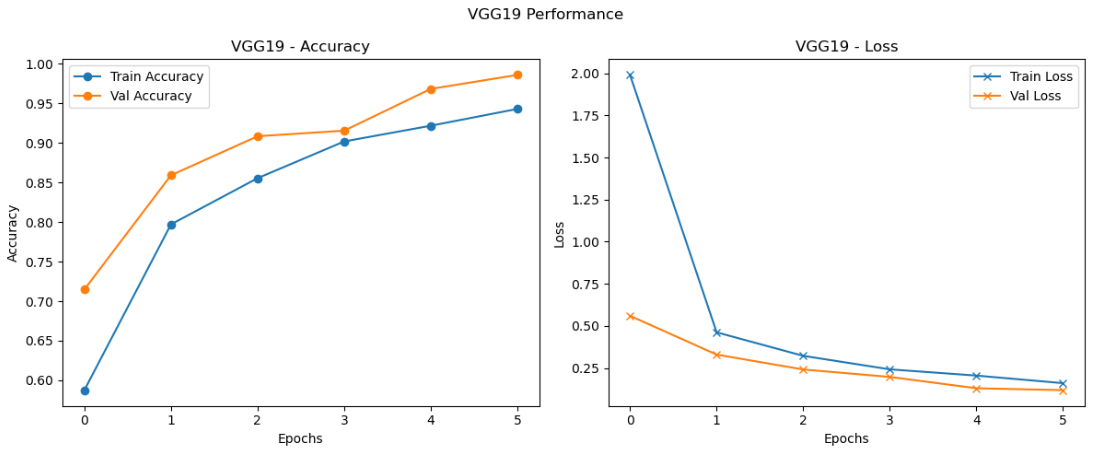 VGG19 Performance
VGG19 - Accuracy
Train Accuracy
Val Accuracy
1.00
0.95
0.90
0.85
0.80
0.75
0.70
0.65
0.60
Accuracy
0 1 2 3 4 5
Epochs
VGG19 - Loss
Train Loss
Val Loss
2.00
1.75
1.50
1.25
1.00
0.75
0.50
0.25
Loss
0 1 2 3 4 5
Epochs